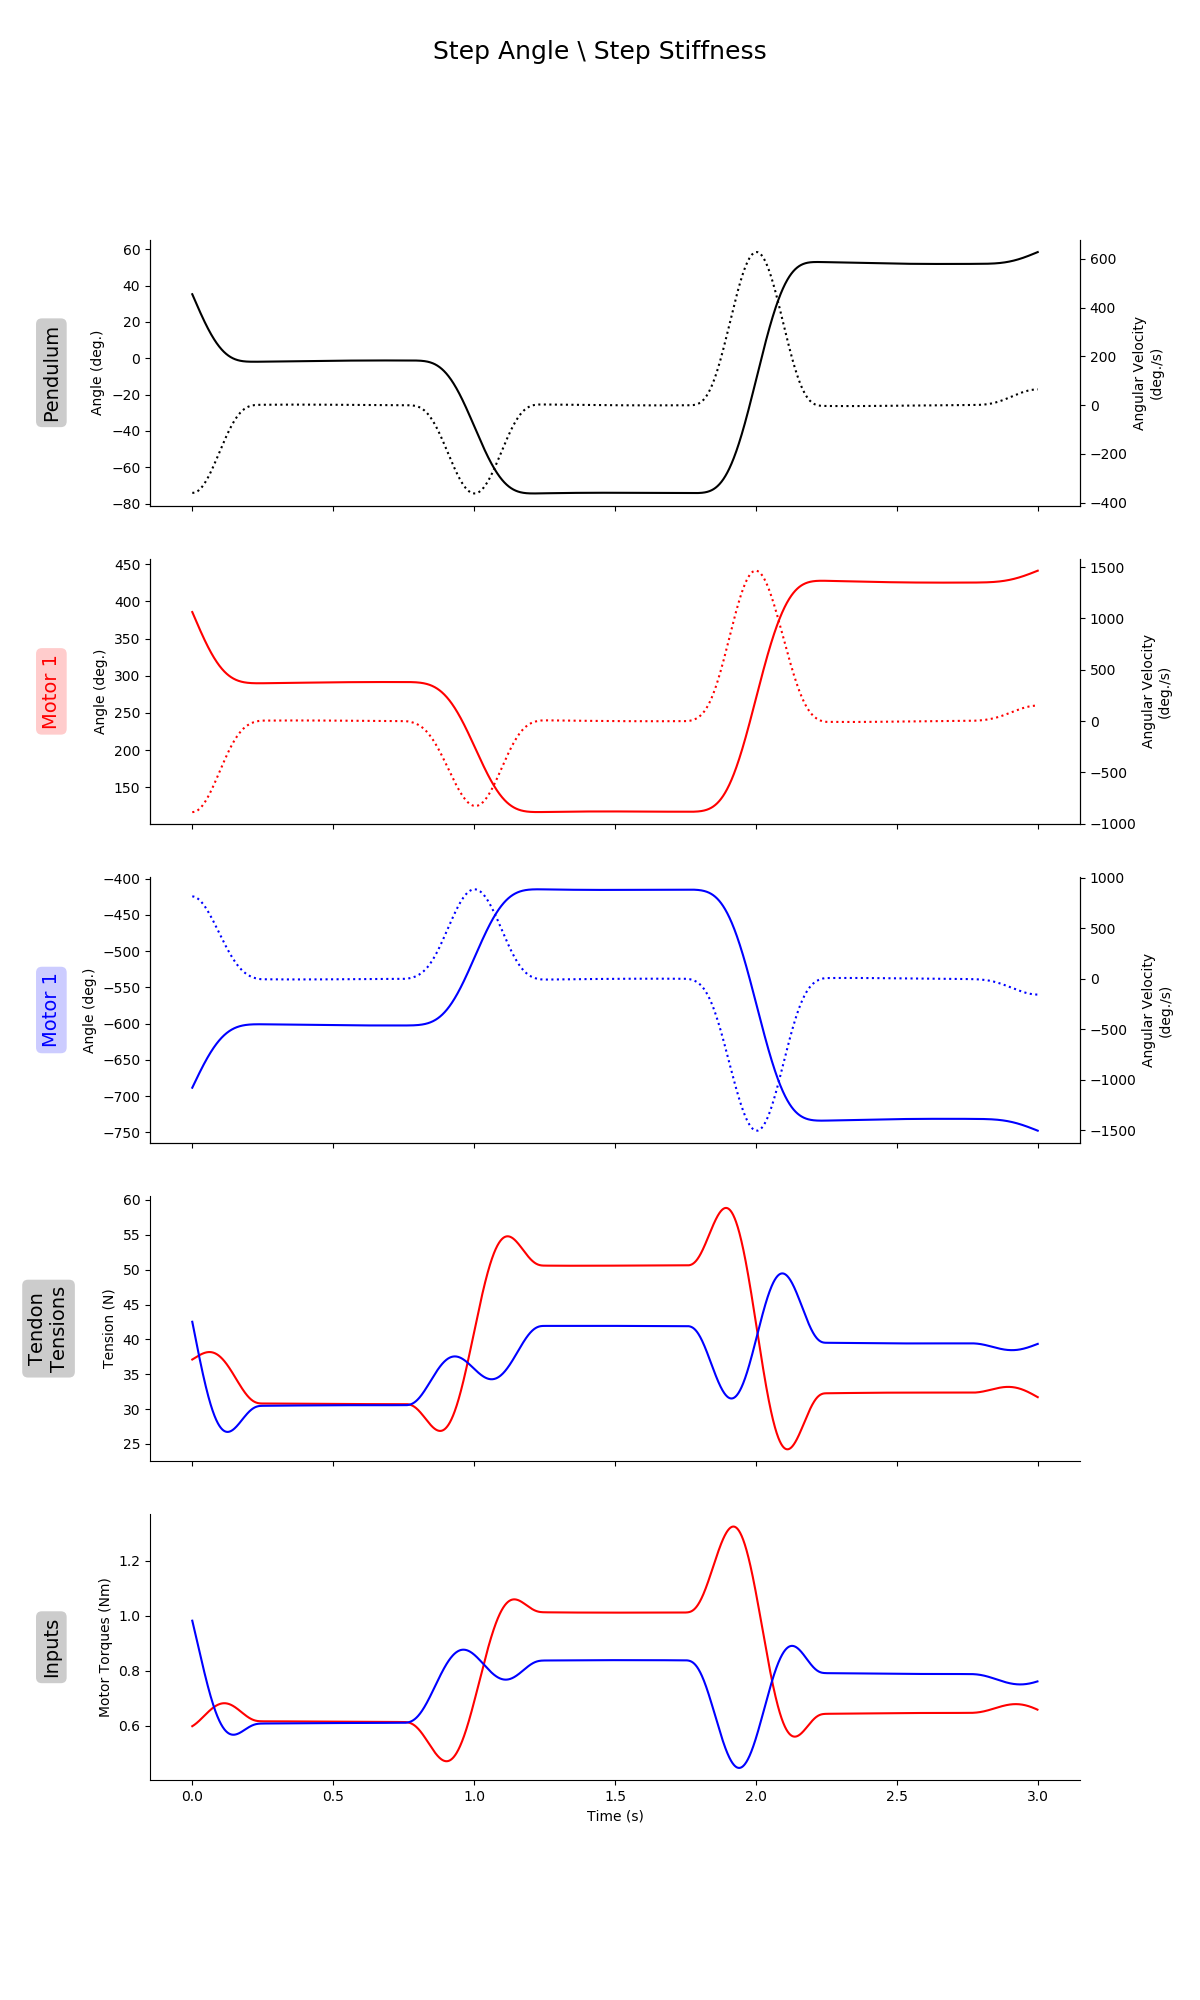 Step Angle \ Step Stiffness
Pendulum
Angle (deg.)
60
40
20
0
−20
−40
−60
−80
600
400
200
0
−200
−400
Angular Velocity
(deg./s)
Motor 1
Angle (deg.)
450
400
350
300
250
200
150
1500
1000
500
0
−500
−1000
Angular Velocity
(deg./s)
Motor 1
Angle (deg.)
−400
−450
−500
−550
−600
−650
−700
−750
1000
500
0
−500
−1000
−1500
Angular Velocity
(deg./s)
Tendon
Tensions
Tension (N)
60
55
50
45
40
35
30
25
Inputs
Motor Torques (Nm)
1.2
1.0
0.8
0.6
0.0 0.5 1.0 1.5 2.0 2.5 3.0
Time (s)